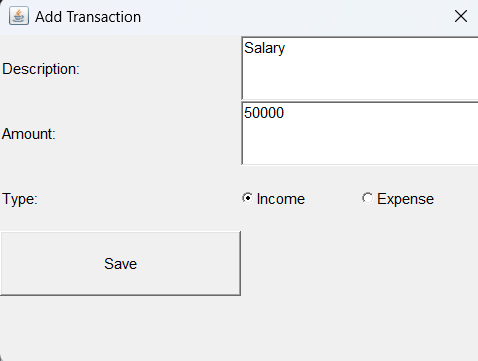 Add Transaction
Description:
Salary
Amount:
50000
Type:
Income
Expense
Save